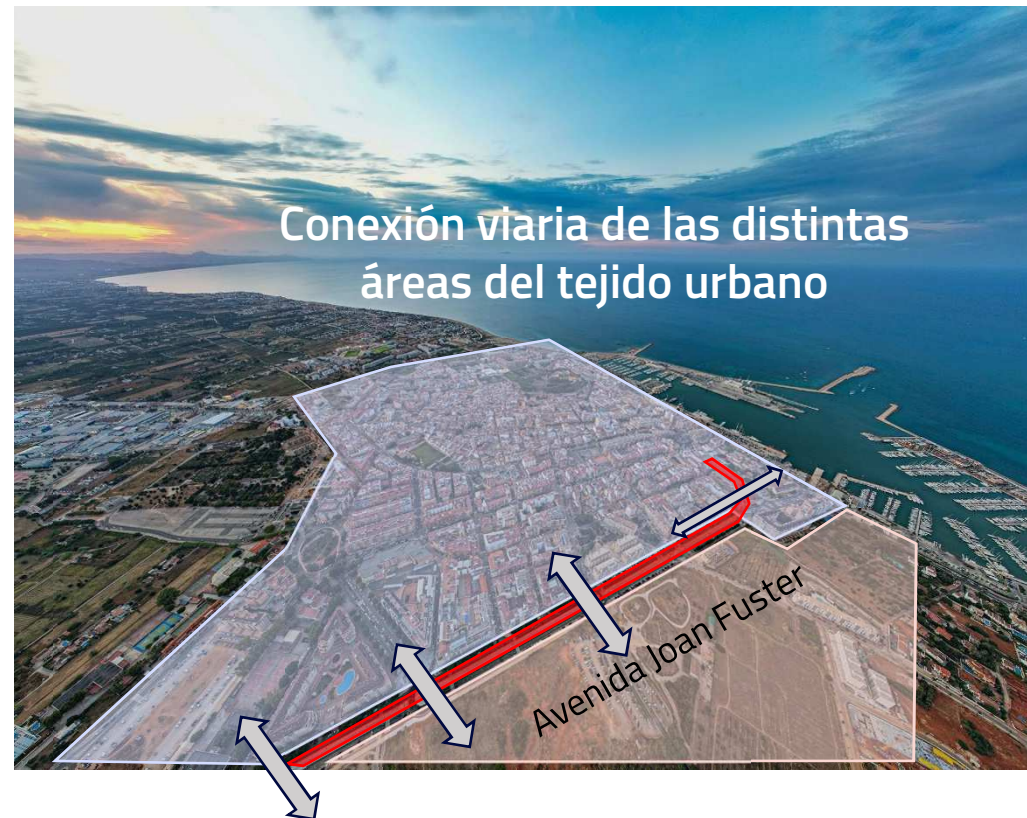 Conexión viaria de las distintas
áreas del tejido urbano
Avenida Joan Fuster